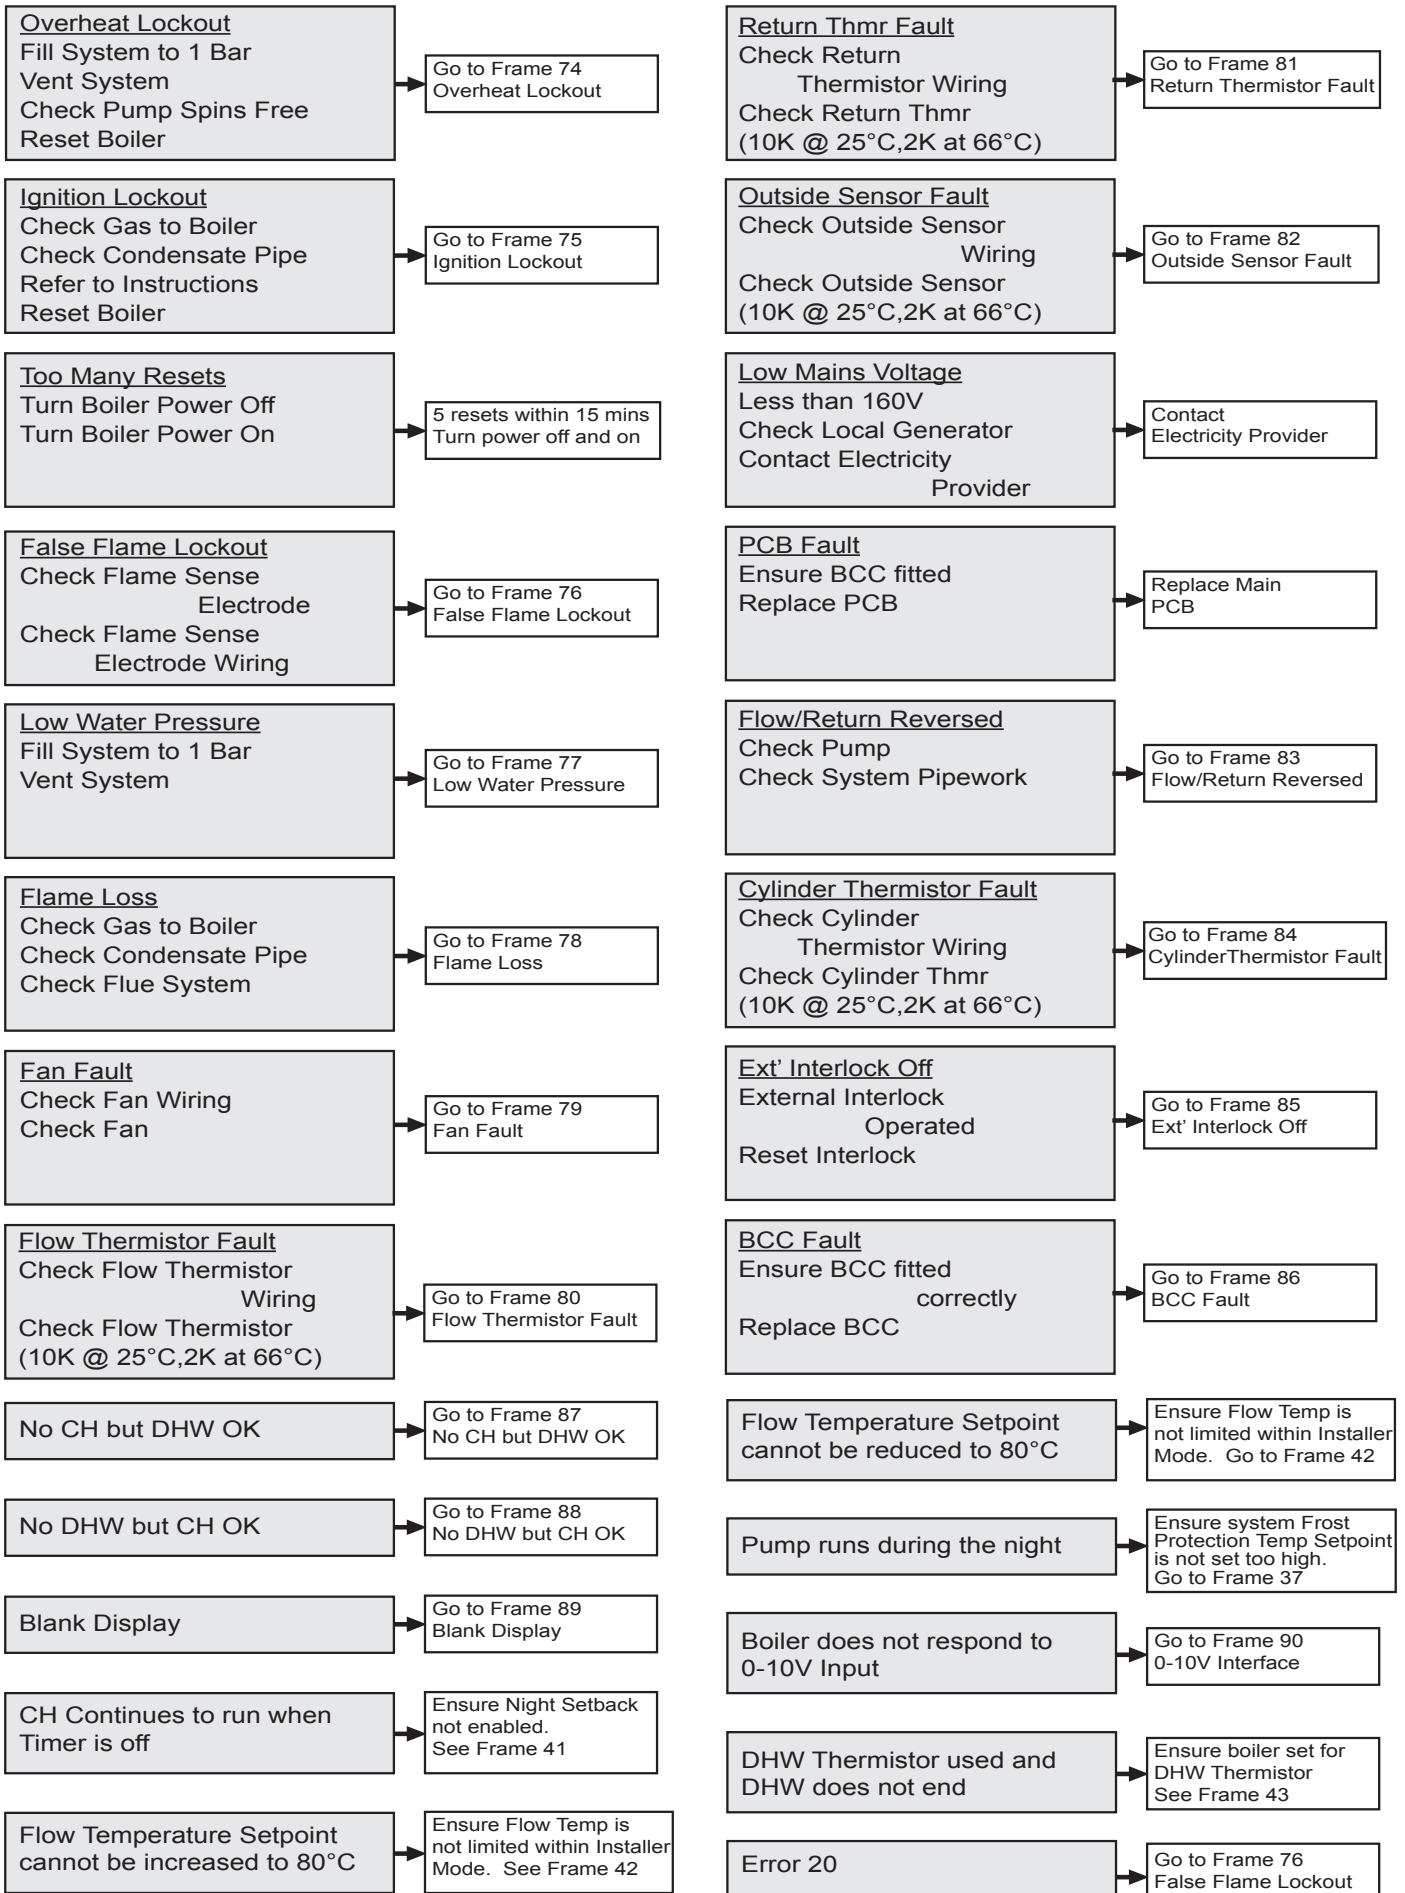 Overheat Lockout
Fill System to 1 Bar
Vent System
Check Pump Spins Free
Reset Boiler
Go to Frame 74
Overheat Lockout
Ignition Lockout
Check Gas to Boiler
Check Condensate Pipe
Refer to Instructions
Reset Boiler
Go to Frame 75
Ignition Lockout
Too Many Resets
Turn Boiler Power Off
Turn Boiler Power On
5 resets within 15 mins
Turn power off and on
False Flame Lockout
Check Flame Sense
Electrode
Check Flame Sense
Electrode Wiring
Go to Frame 76
False Flame Lockout
Low Water Pressure
Fill System to 1 Bar
Vent System
Go to Frame 77
Low Water Pressure
Flame Loss
Check Gas to Boiler
Check Condensate Pipe
Check Flue System
Go to Frame 78
Flame Loss
Fan Fault
Check Fan Wiring
Check Fan
Go to Frame 79
Fan Fault
Flow Thermistor Fault
Check Flow Thermistor
Wiring
Check Flow Thermistor
(10K @ 25°C,2K at 66°C)
Go to Frame 80
Flow Thermistor Fault
No CH but DHW OK
Go to Frame 87
No CH but DHW OK
No DHW but CH OK
Go to Frame 88
No DHW but CH OK
Blank Display
Go to Frame 89
Blank Display
CH Continues to run when
Timer is off
Ensure Night Setback
not enabled.
See Frame 41
Flow Temperature Setpoint
cannot be increased to 80°C
Ensure Flow Temp is
not limited within Installer
Mode.  See Frame 42
Return Thmr Fault
Check Return
Thermistor Wiring
Check Return Thmr
(10K @ 25°C,2K at 66°C)
Go to Frame 81
Return Thermistor Fault
Outside Sensor Fault
Check Outside Sensor
Wiring
Check Outside Sensor
(10K @ 25°C,2K at 66°C)
Go to Frame 82
Outside Sensor Fault
Low Mains Voltage
Less than 160V
Check Local Generator
Contact Electricity
Provider
Contact
Electricity Provider
PCB Fault
Ensure BCC fitted
Replace PCB
Replace Main
PCB
Flow/Return Reversed
Check Pump
Check System Pipework
Go to Frame 83
Flow/Return Reversed
Cylinder Thermistor Fault
Check Cylinder
Thermistor Wiring
Check Cylinder Thmr
(10K @ 25°C,2K at 66°C)
Go to Frame 84
CylinderThermistor Fault
Ext' Interlock Off
External Interlock
Operated
Reset Interlock
Go to Frame 85
Ext' Interlock Off
BCC Fault
Ensure BCC fitted
correctly
Replace BCC
Go to Frame 86
BCC Fault
Flow Temperature Setpoint
cannot be reduced to 80°C
Ensure Flow Temp is
not limited within Installer
Mode.  Go to Frame 42
Pump runs during the night
Ensure system Frost
Protection Temp Setpoint
is not set too high.
Go to Frame 37
Boiler does not respond to
0-10V Input
Go to Frame 90
0-10V Interface
DHW Thermistor used and
DHW does not end
Ensure boiler set for
DHW Thermistor
See Frame 43
Error 20
Go to Frame 76
False Flame Lockout